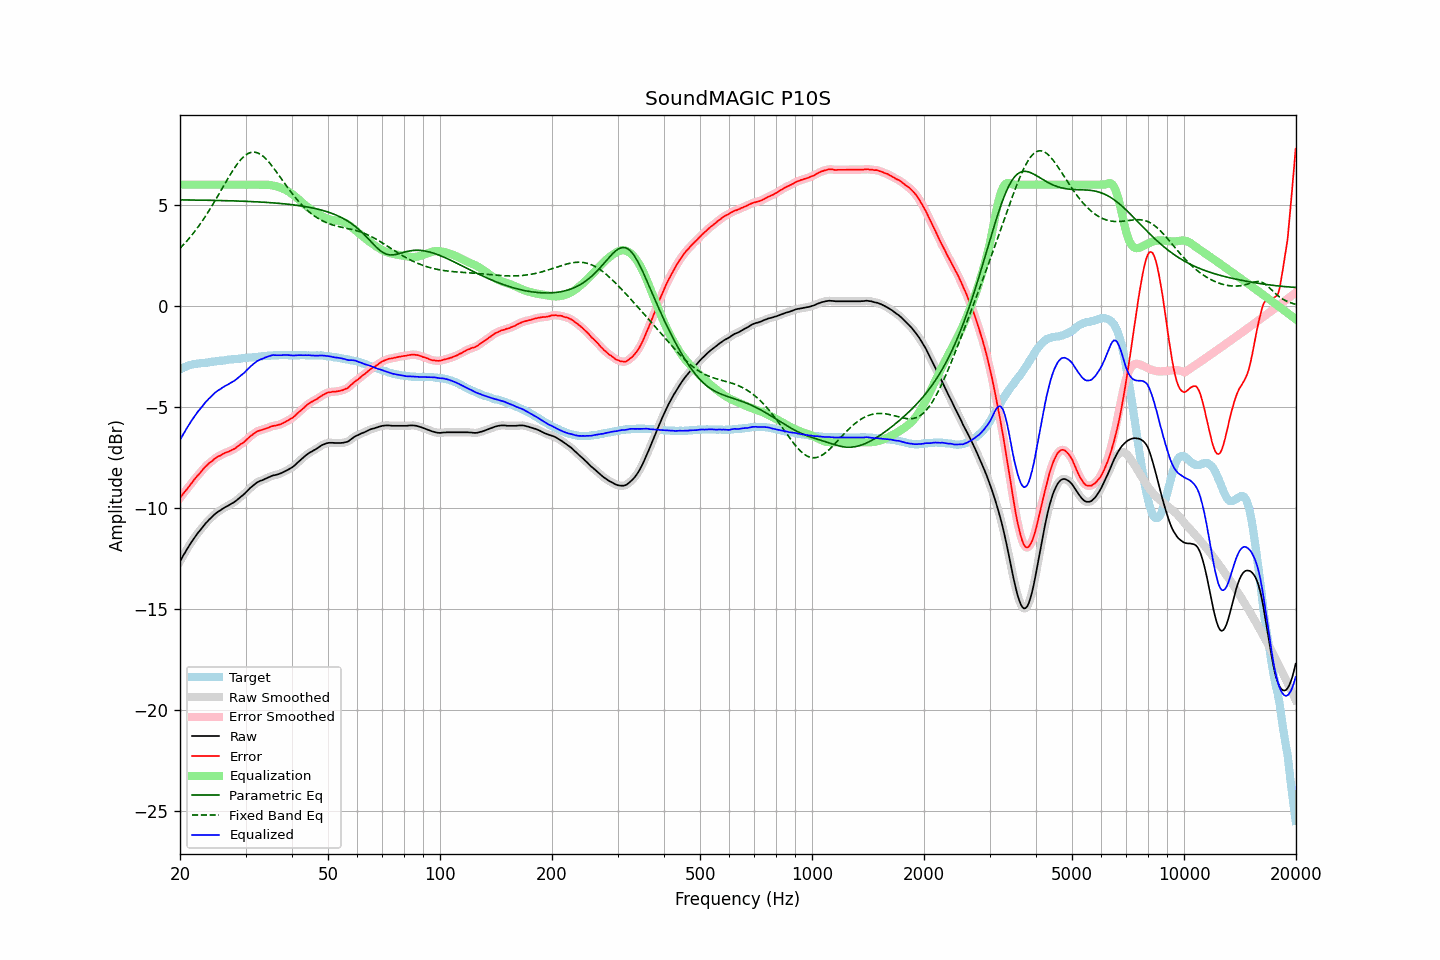 SoundMAGIC P10S
Amplitude (dBr)
5
0
−5
−10
−15
−20
−25
Target
Raw Smoothed
Error Smoothed
Raw
Error
Equalization
Parametric Eq
Fixed Band Eq
Equalized
20 50 100 200 500 1000 2000 5000 10000 20000
Frequency (Hz)